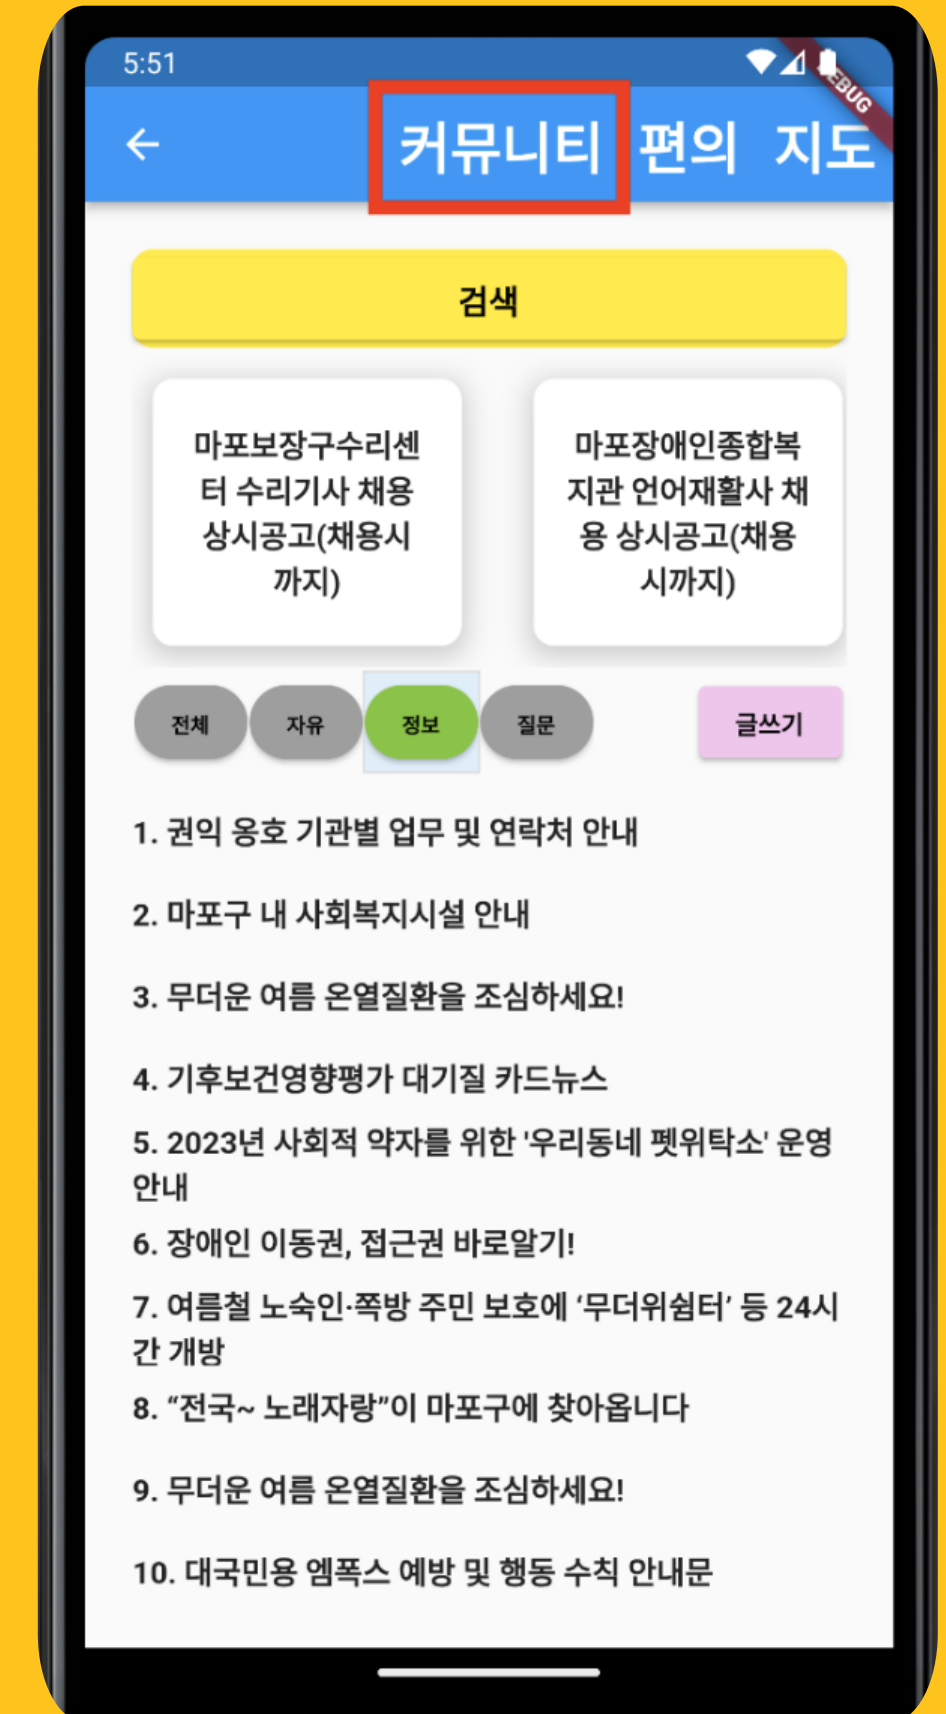 5:51
DEBUG
커뮤니티 편의 지도
검색
마포보장구수리센
터 수리기사 채용
상시공고(채용시
까지)
마포장애인종합복
지관 언어재활사 채
용 상시공고(채용
시까지)
전체 자유 정보 질문 글쓰기
1. 권익 옹호 기관별 업무 및 연락처 안내
2. 마포구 내 사회복지시설 안내
3. 무더운 여름 온열질환을 조심하세요!
4. 기후보건영향평가 대기질 카드뉴스
5. 2023년 사회적 약자를 위한 '우리동네 펫위탁소' 운영
안내
6. 장애인 이동권, 접근권 바로알기!
7. 여름철 노숙인·쪽방 주민 보호에 ‘무더위쉼터’ 등 24시
간 개방
8. “전국~ 노래자랑”이 마포구에 찾아옵니다
9. 무더운 여름 온열질환을 조심하세요!
10. 대국민용 엠폭스 예방 및 행동 수칙 안내문